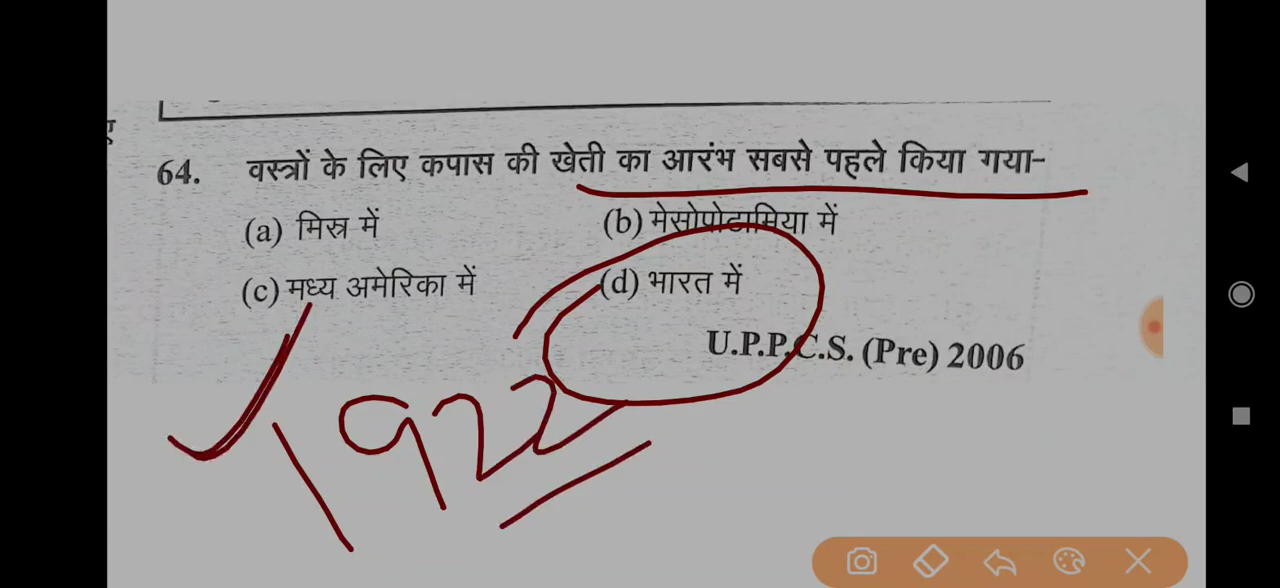 64. वस्त्रों के लिए कपास की खेती का आरंभ सबसे पहले किया गया-
(a) मिस्र में (b) मेसोपोटामिया में
(c) मध्य अमेरिका में (d) भारत में
U.P.P.C.S. (Pre) 2006
1922